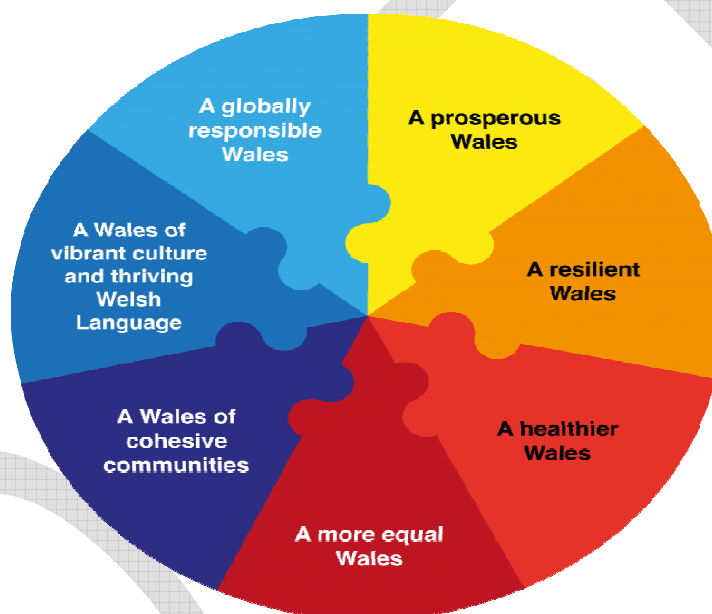 A globally
responsible
Wales
A prosperous
Wales
A resilient
Wales
A healthier
Wales
A more equal
Wales
A Wales of
cohesive
communities
A Wales of
vibrant culture
and thriving
Welsh
Language